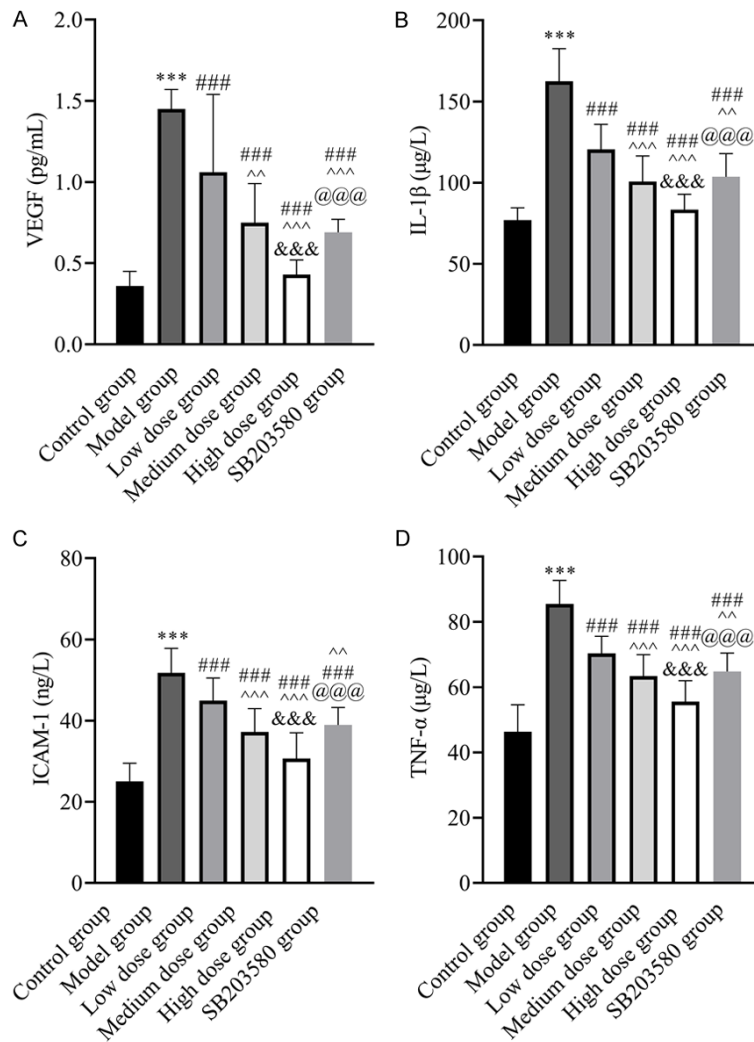 A
VEGF (pg/mL)
2.0
1.5
1.0
0.5
0.0
***
###
###
^^
###
^^^
&&&
###
^^^
@@@
Control group
Model group
Low dose group
Medium dose group
High dose group
SB203580 group
B
IL-1β (μg/L)
200
150
100
50
0
***
###
###
^^^
###
^^^
&&&
###
^^
@@@
Control group
Model group
Low dose group
Medium dose group
High dose group
SB203580 group
C
ICAM-1 (ng/L)
80
60
40
20
0
***
###
###
^^^
###
^^^
&&&
^^
###
@@@
Control group
Model group
Low dose group
Medium dose group
High dose group
SB203580 group
D
TNF-α (μg/L)
100
80
60
40
20
0
***
###
###
^^^
###
^^^
&&&
###
^^
@@@
Control group
Model group
Low dose group
Medium dose group
High dose group
SB203580 group